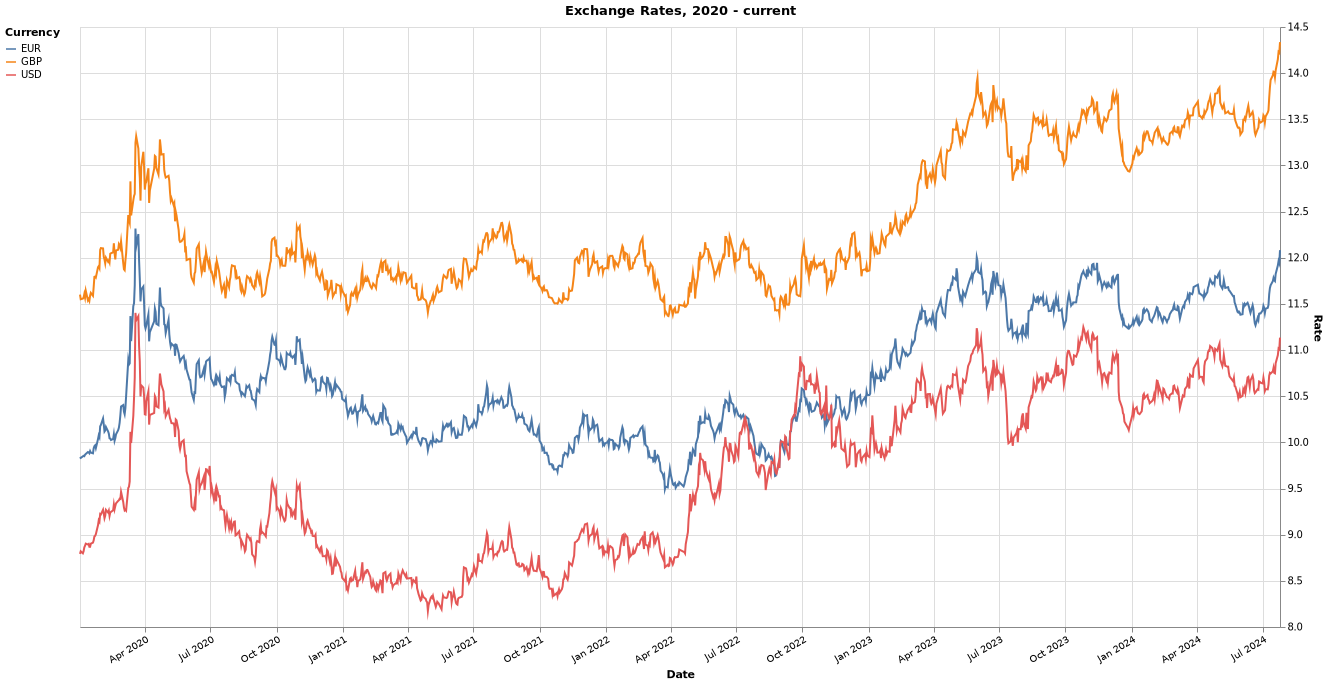 Exchange Rates, 2020 - current
Currency
EUR
GBP
USD
14.5
14.0
13.5
13.0
12.5
12.0
11.5
11.0
10.5
10.0
9.5
9.0
8.5
8.0
Rate
Apr 2020
Jul 2020
Oct 2020
Jan 2021
Apr 2021
Jul 2021
Oct 2021
Jan 2022
Apr 2022
Jul 2022
Oct 2022
Jan 2023
Apr 2023
Jul 2023
Oct 2023
Jan 2024
Apr 2024
Jul 2024
Date